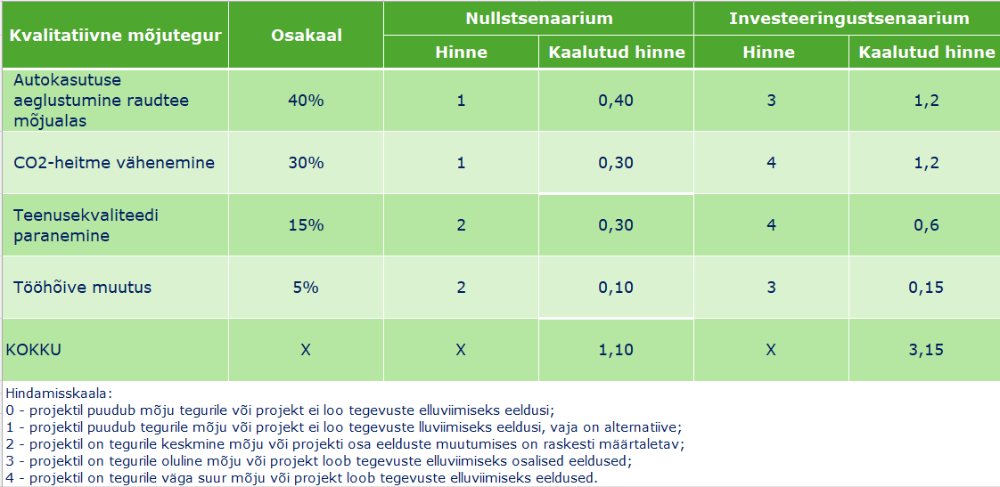 Kvalitatiivne mõjutegur Osakaal Nullstsenaarium Investeeringustsenaarium
Hinne Kaalutud hinne Hinne Kaalutud hinne
Autokasutuse
aeglustumine raudtee
mõjualas
40% 1 0,40 3 1,2
CO2-heitme vähenemine 30% 1 0,30 4 1,2
Teenusekvaliteedi
paranemine
15% 2 0,30 4 0,6
Tööhõive muutus 5% 2 0,10 3 0,15
KOKKU X X 1,10 X 3,15
Hindamisskaala:
0 - projektil puudub mõju tegurile või projekt ei loo tegevuste elluviimiseks eeldusi;
1 - projektil puudub tegurile mõju või projekt ei loo tegevuste lluviimiseks eeldusi, vaja on alternatiive;
2 - projektil on tegurile keskmine mõju või projekti osa eelduste muutumises on raskesti määrtaletav;
3 - projektil on tegurile oluline mõju või projekt loob tegevuste elluviimiseks osalised eeldused;
4 - projektil on tegurile väga suur mõju või projekt loob tegevuste elluviimiseks eeldused.